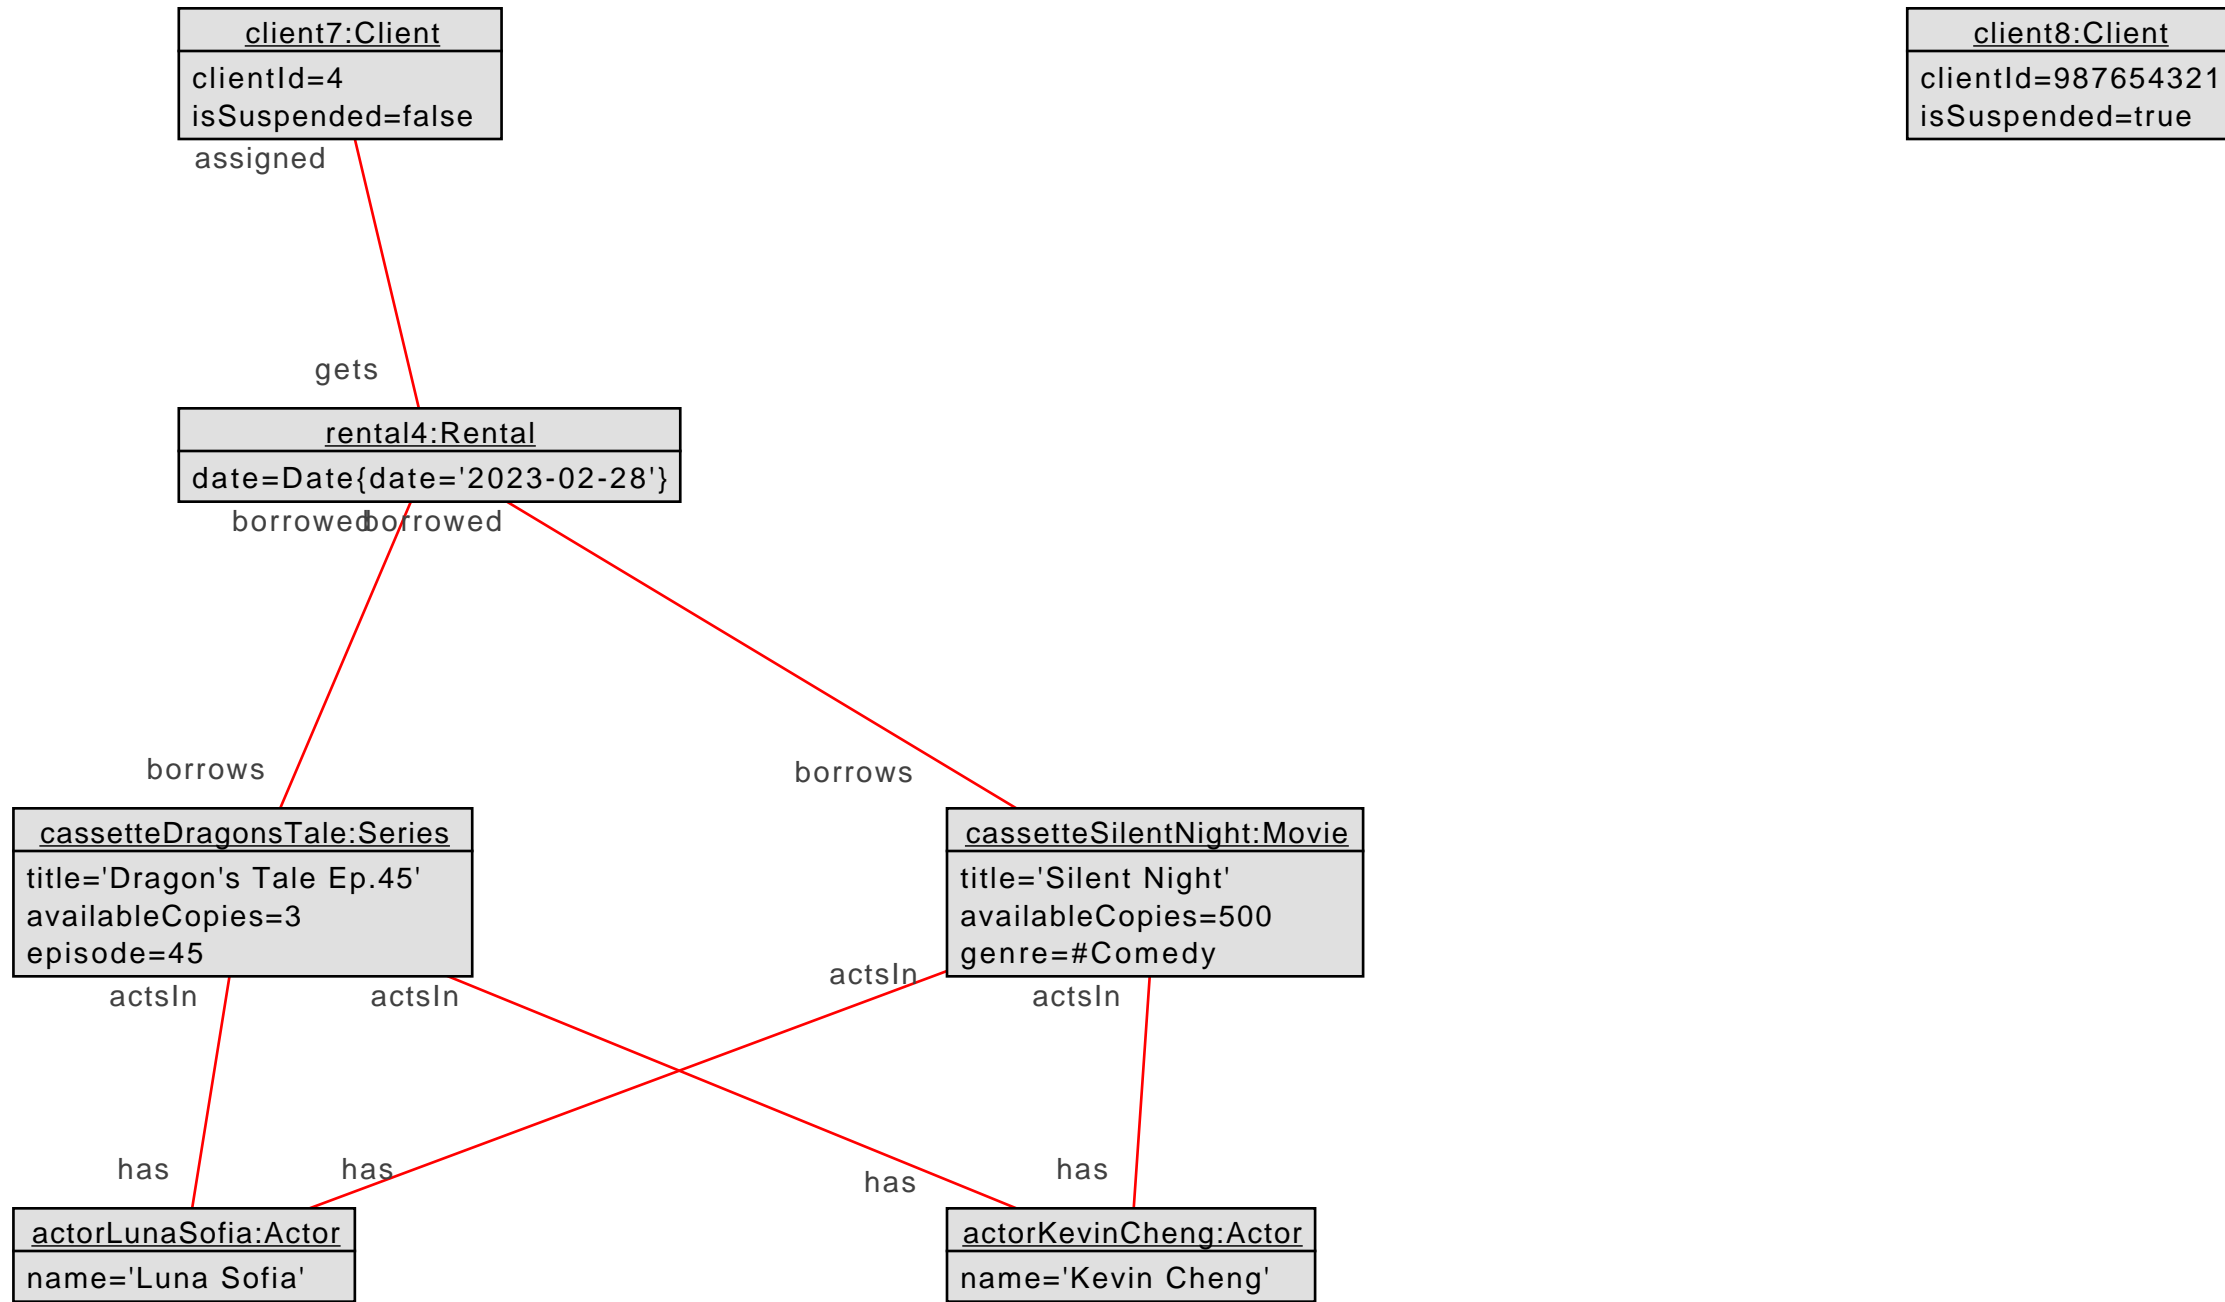 client7:Client
clientId=4
isSuspended=false
client8:Client
clientId=987654321
isSuspended=true
assigned
gets
rental4:Rental
date=Date{date='2023-02-28'}
borrowed
borrowed
borrows
borrows
cassetteDragonsTale:Series
title='Dragon's Tale Ep.45'
availableCopies=3
episode=45
cassetteSilentNight:Movie
title='Silent Night'
availableCopies=500
genre=#Comedy
actsIn
actsIn
actsIn
actsIn
has
has
has
has
actorLunaSofia:Actor
name='Luna Sofia'
actorKevinCheng:Actor
name='Kevin Cheng'